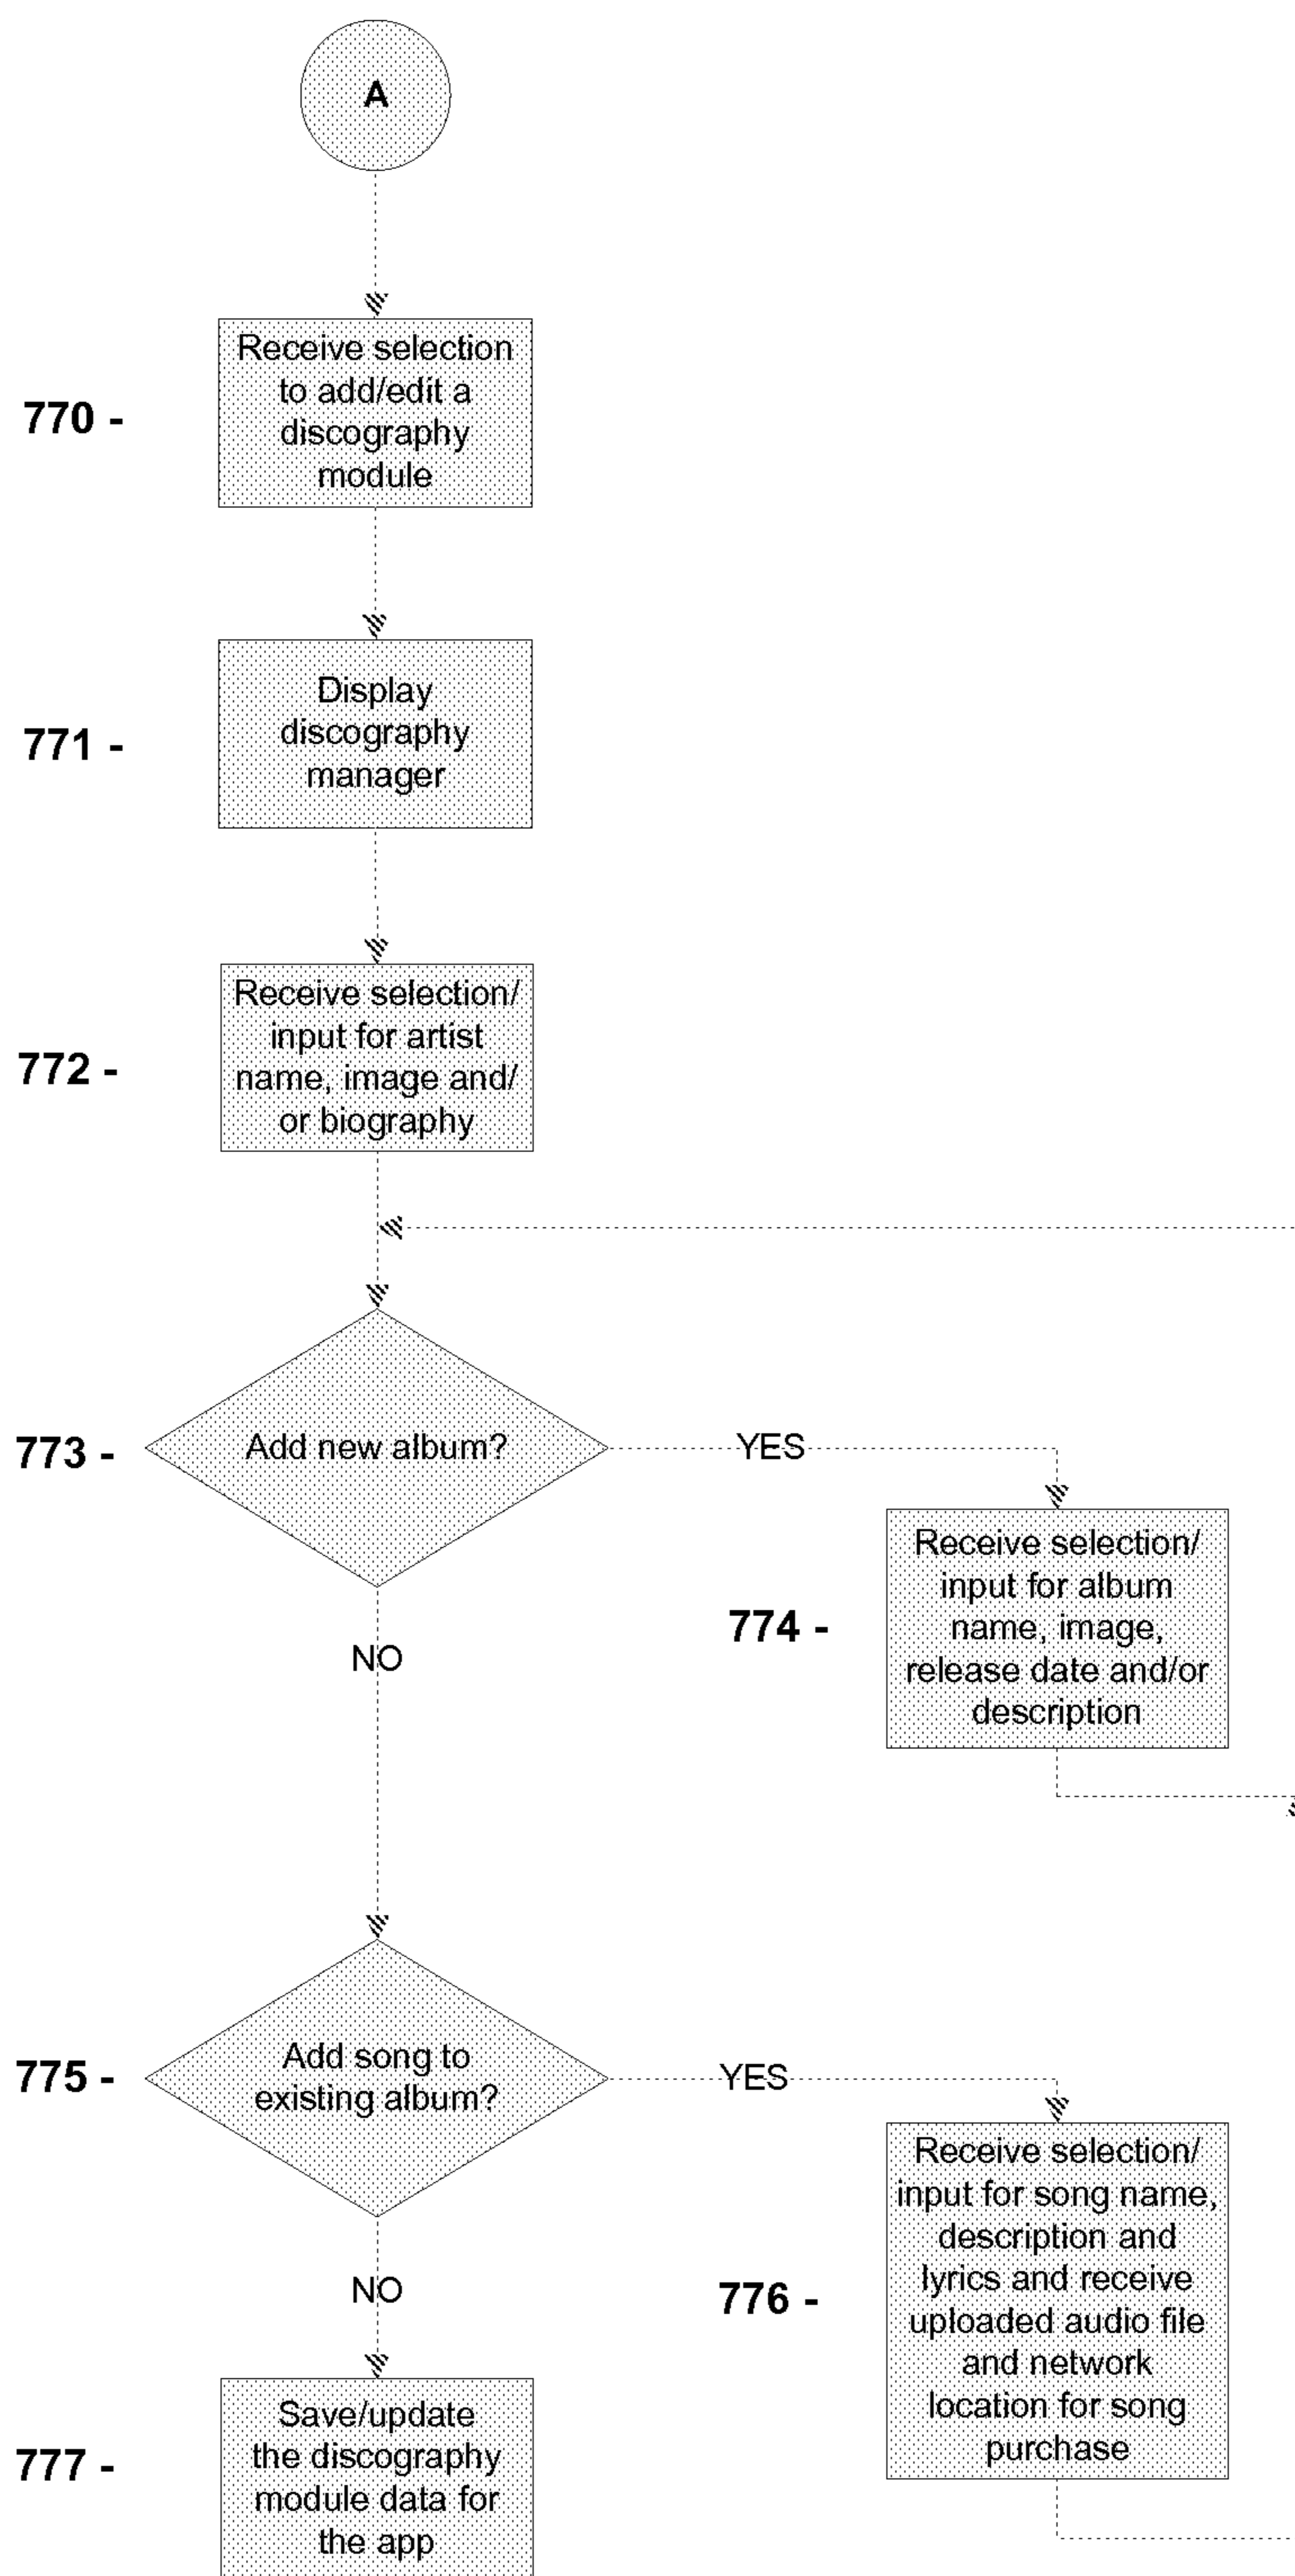 A
770 -
Receive selection
to add/edit a
discography
module
771 -
Display
discography
manager
772 -
Receive selection/
input for artist
name, image and/
or biography
773 -
Add new album?
YES
774 -
Receive selection/
input for album
name, image,
release date and/or
description
NO
775 -
Add song to
existing album?
YES
776 -
Receive selection/
input for song name,
description and
lyrics and receive
uploaded audio file
and network
location for song
purchase
NO
777 -
Save/update
the discography
module data for
the app